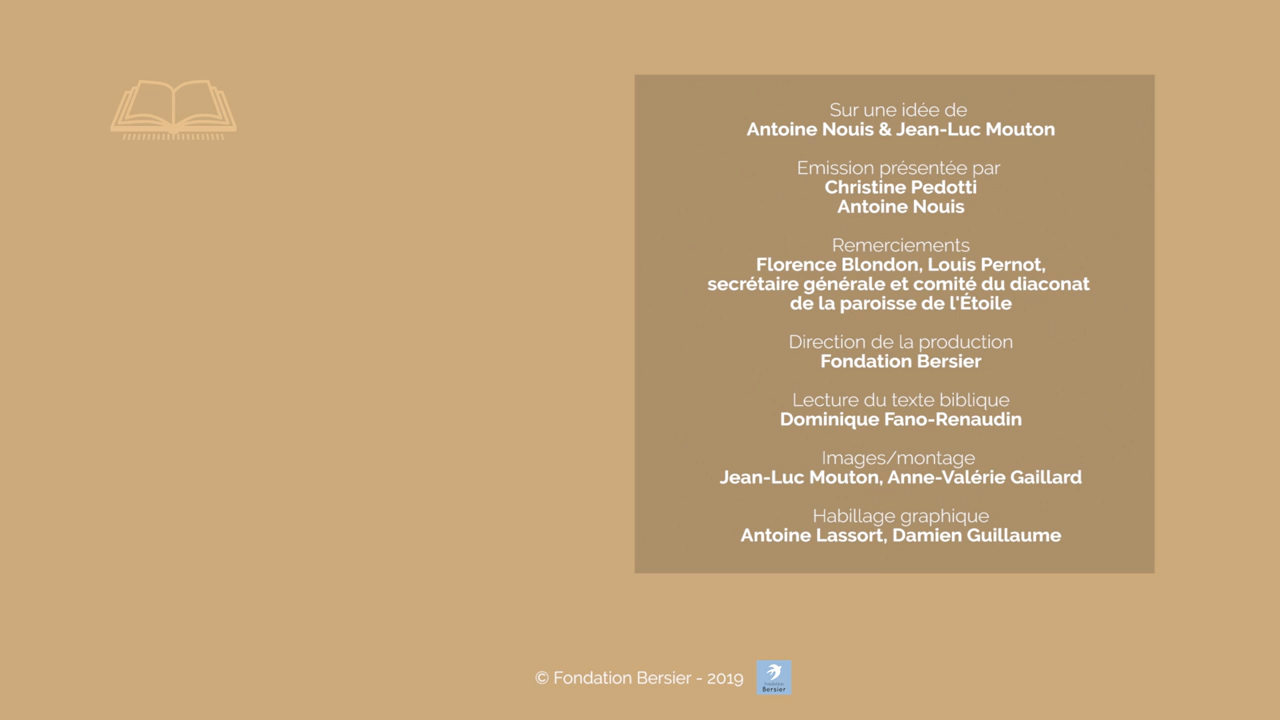 Sur une idée de
Antoine Nouis & Jean-Luc Mouton
Emission présentée par
Christine Pedotti
Antoine Nouis
Remerciements
Florence Blondon, Louis Pernot,
secrétaire générale et comité du diaconat
de la paroisse de l'Étoile
Direction de la production
Fondation Bersier
Lecture du texte biblique
Dominique Fano-Renaudin
Images/montage
Jean-Luc Mouton, Anne-Valérie Gaillard
Habillage graphique
Antoine Lassort, Damien Guillaume
© Fondation Bersier - 2019
Fondation
Bersier